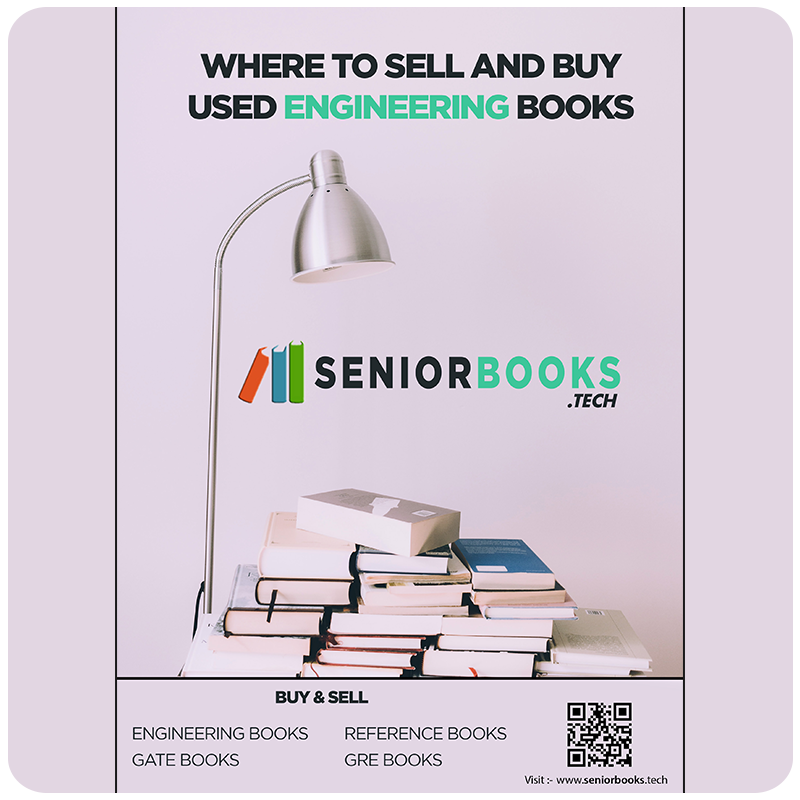 WHERE TO SELL AND BUY
USED ENGINEERING BOOKS
SENIORBOOKS
.TECH
BUY & SELL
ENGINEERING BOOKS
REFERENCE BOOKS
GATE BOOKS
GRE BOOKS
Visit :- www.seniorbooks.tech